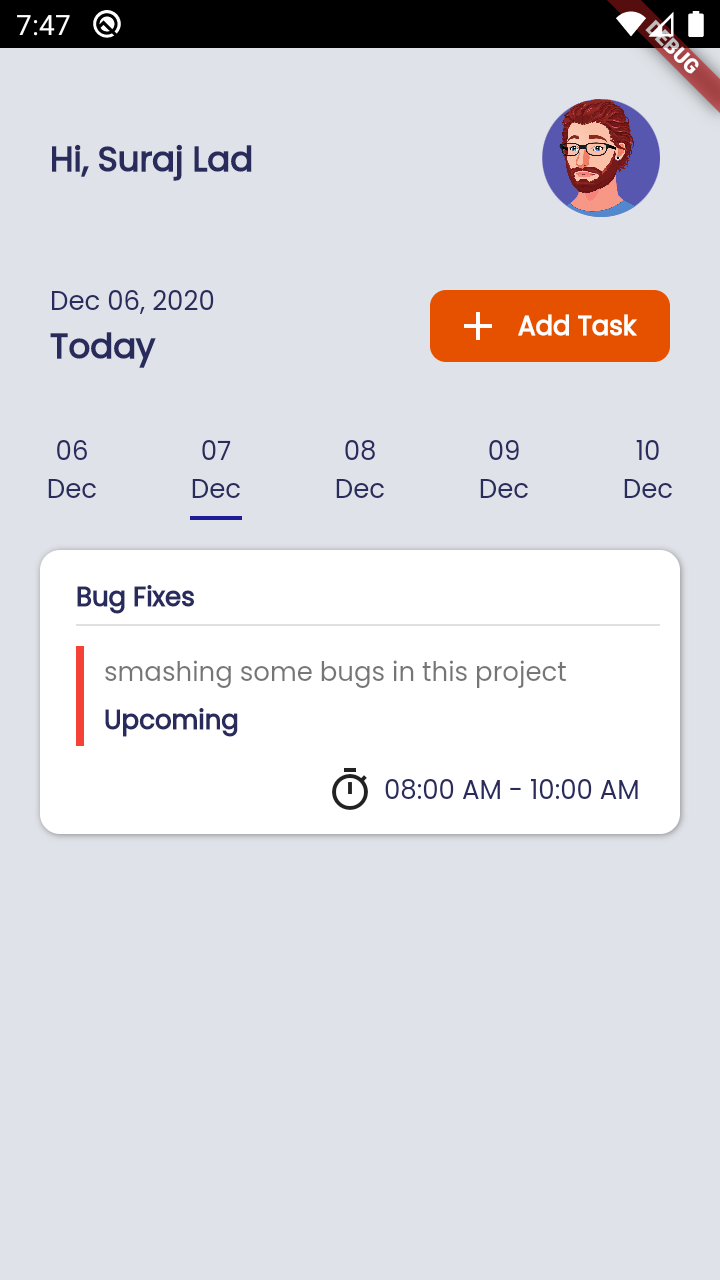 7:47
DEBUG
Hi, Suraj Lad
Dec 06, 2020
Today
Add Task
06 07 08 09 10
Dec Dec Dec Dec Dec
Bug Fixes
smashing some bugs in this project
Upcoming
08:00 AM - 10:00 AM